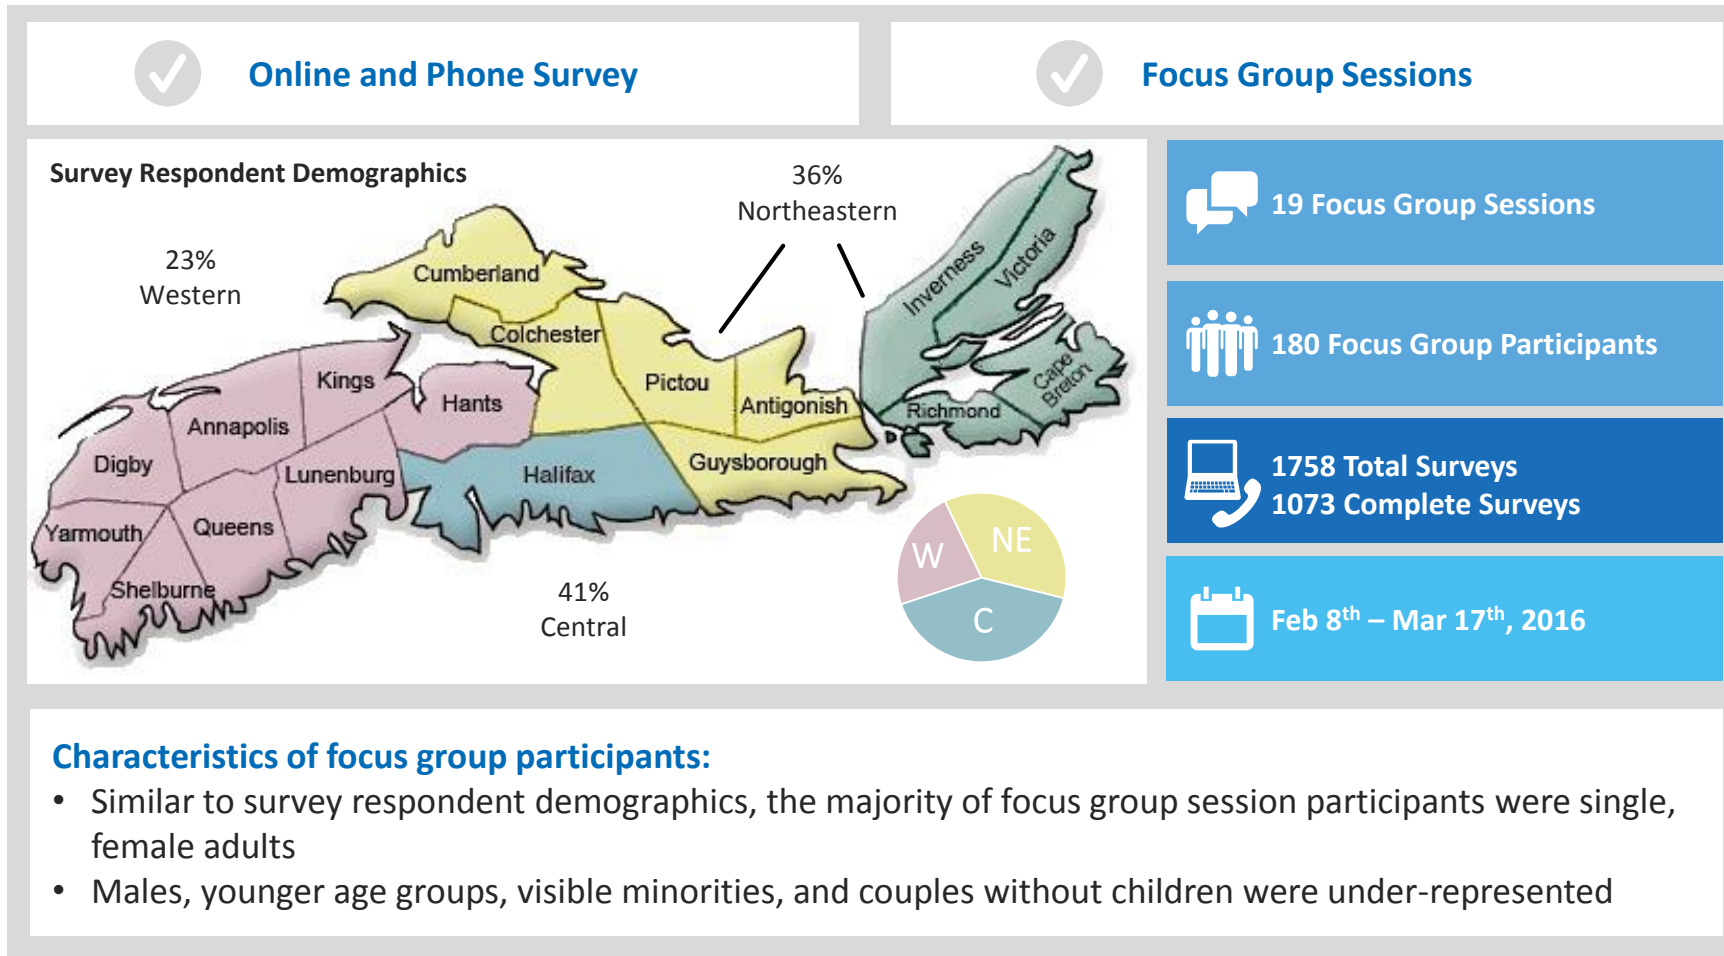 Online and Phone Survey
Focus Group Sessions
Survey Respondent Demographics
36%
Northeastern
23%
Western
Cumberland
Colchester
Pictou
Antigonish
Guysborough
Inverness
Victoria
Cape
Breton
Richmond
Kings
Hants
Annapolis
Digby
Lunenburg
Halifax
Queens
Yarmouth
Shelburne
41%
Central
W
NE
C
19 Focus Group Sessions
180 Focus Group Participants
1758 Total Surveys
1073 Complete Surveys
Feb 8th – Mar 17th, 2016
Characteristics of focus group participants:
• Similar to survey respondent demographics, the majority of focus group session participants were single,
female adults
• Males, younger age groups, visible minorities, and couples without children were under-represented